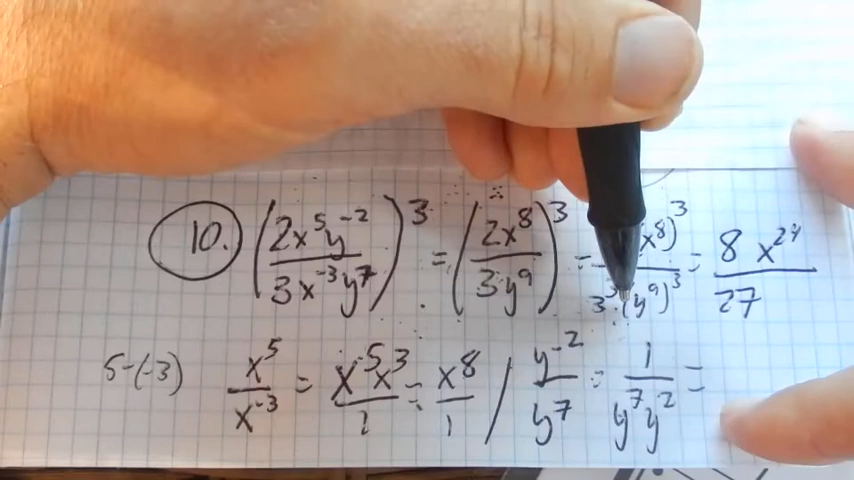 10. (2x⁵y⁻² / 3x⁻³y⁷)³ = (2x⁸ / 3y⁹)³ = x⁸)³ / 3³·(y⁹)³ = 8 x²⁴ / 27
5-(-3) x⁵ / x⁻³ = x⁻⁵x³ / 1 = x⁸ / 1 / y⁻² / y⁷ = 1 / y⁷y² =